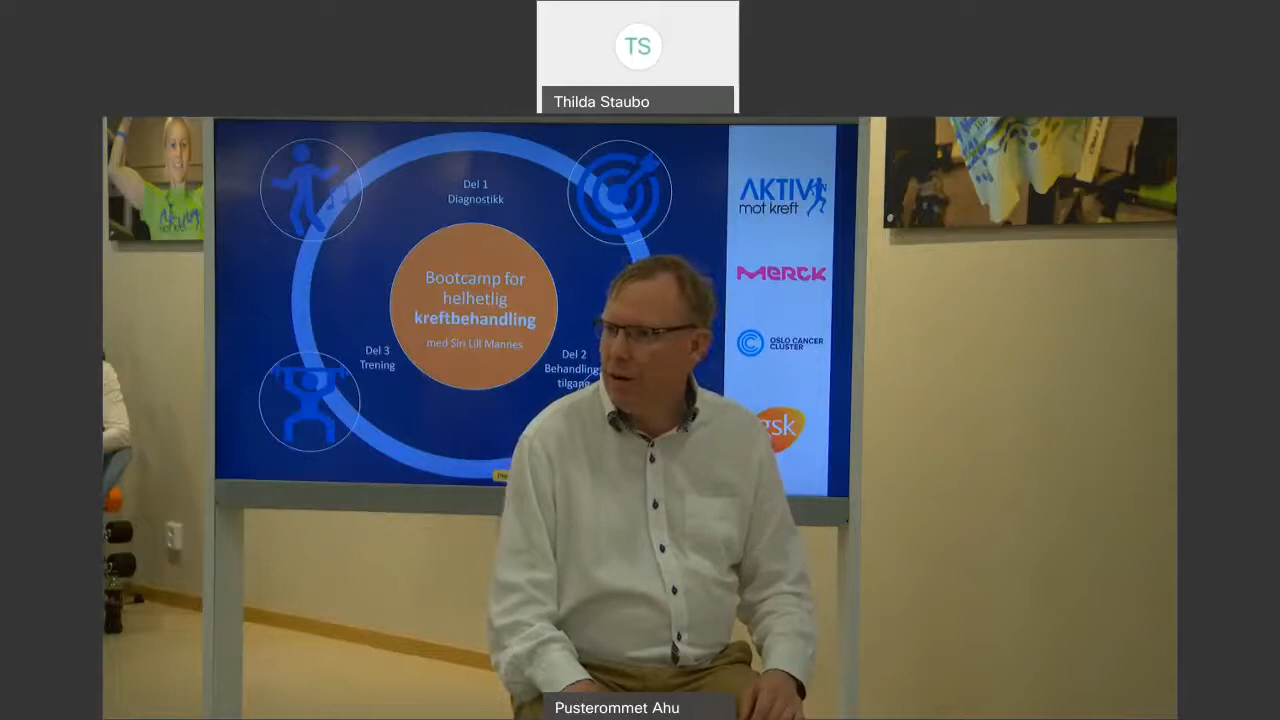 TS
Thilda Staubo
Del 1
Diagnostikk
AKTIV
mot kreft
Bootcamp for
helhetlig
kreftbehandling
med Siri Lill Mannes
MERCK
OSLO CANCER
CLUSTER
Del 3
Trening
Del 2
Behandling
tilgang
gsk
Pusterommet Ahu